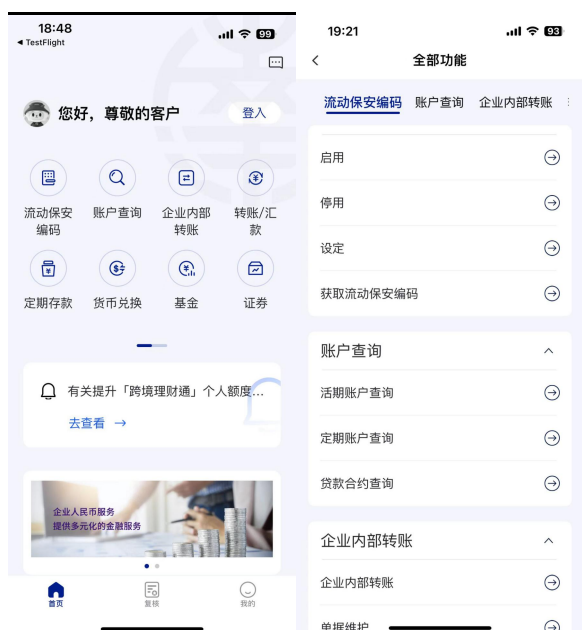 18:48
99
◀ TestFlight
您好，尊敬的客户
登入
流动保安
编码
账户查询
企业内部
转账
转账/汇
款
定期存款
货币兑换
基金
证券
有关提升「跨境理财通」个人额度...
去查看 →
企业人民币服务
提供多元化的金融服务
首页
复核
我的
19:21
93
全部功能
流动保安编码
账户查询
企业内部转账
启用
停用
设定
获取流动保安编码
账户查询
活期账户查询
定期账户查询
贷款合约查询
企业内部转账
企业内部转账
单据维护